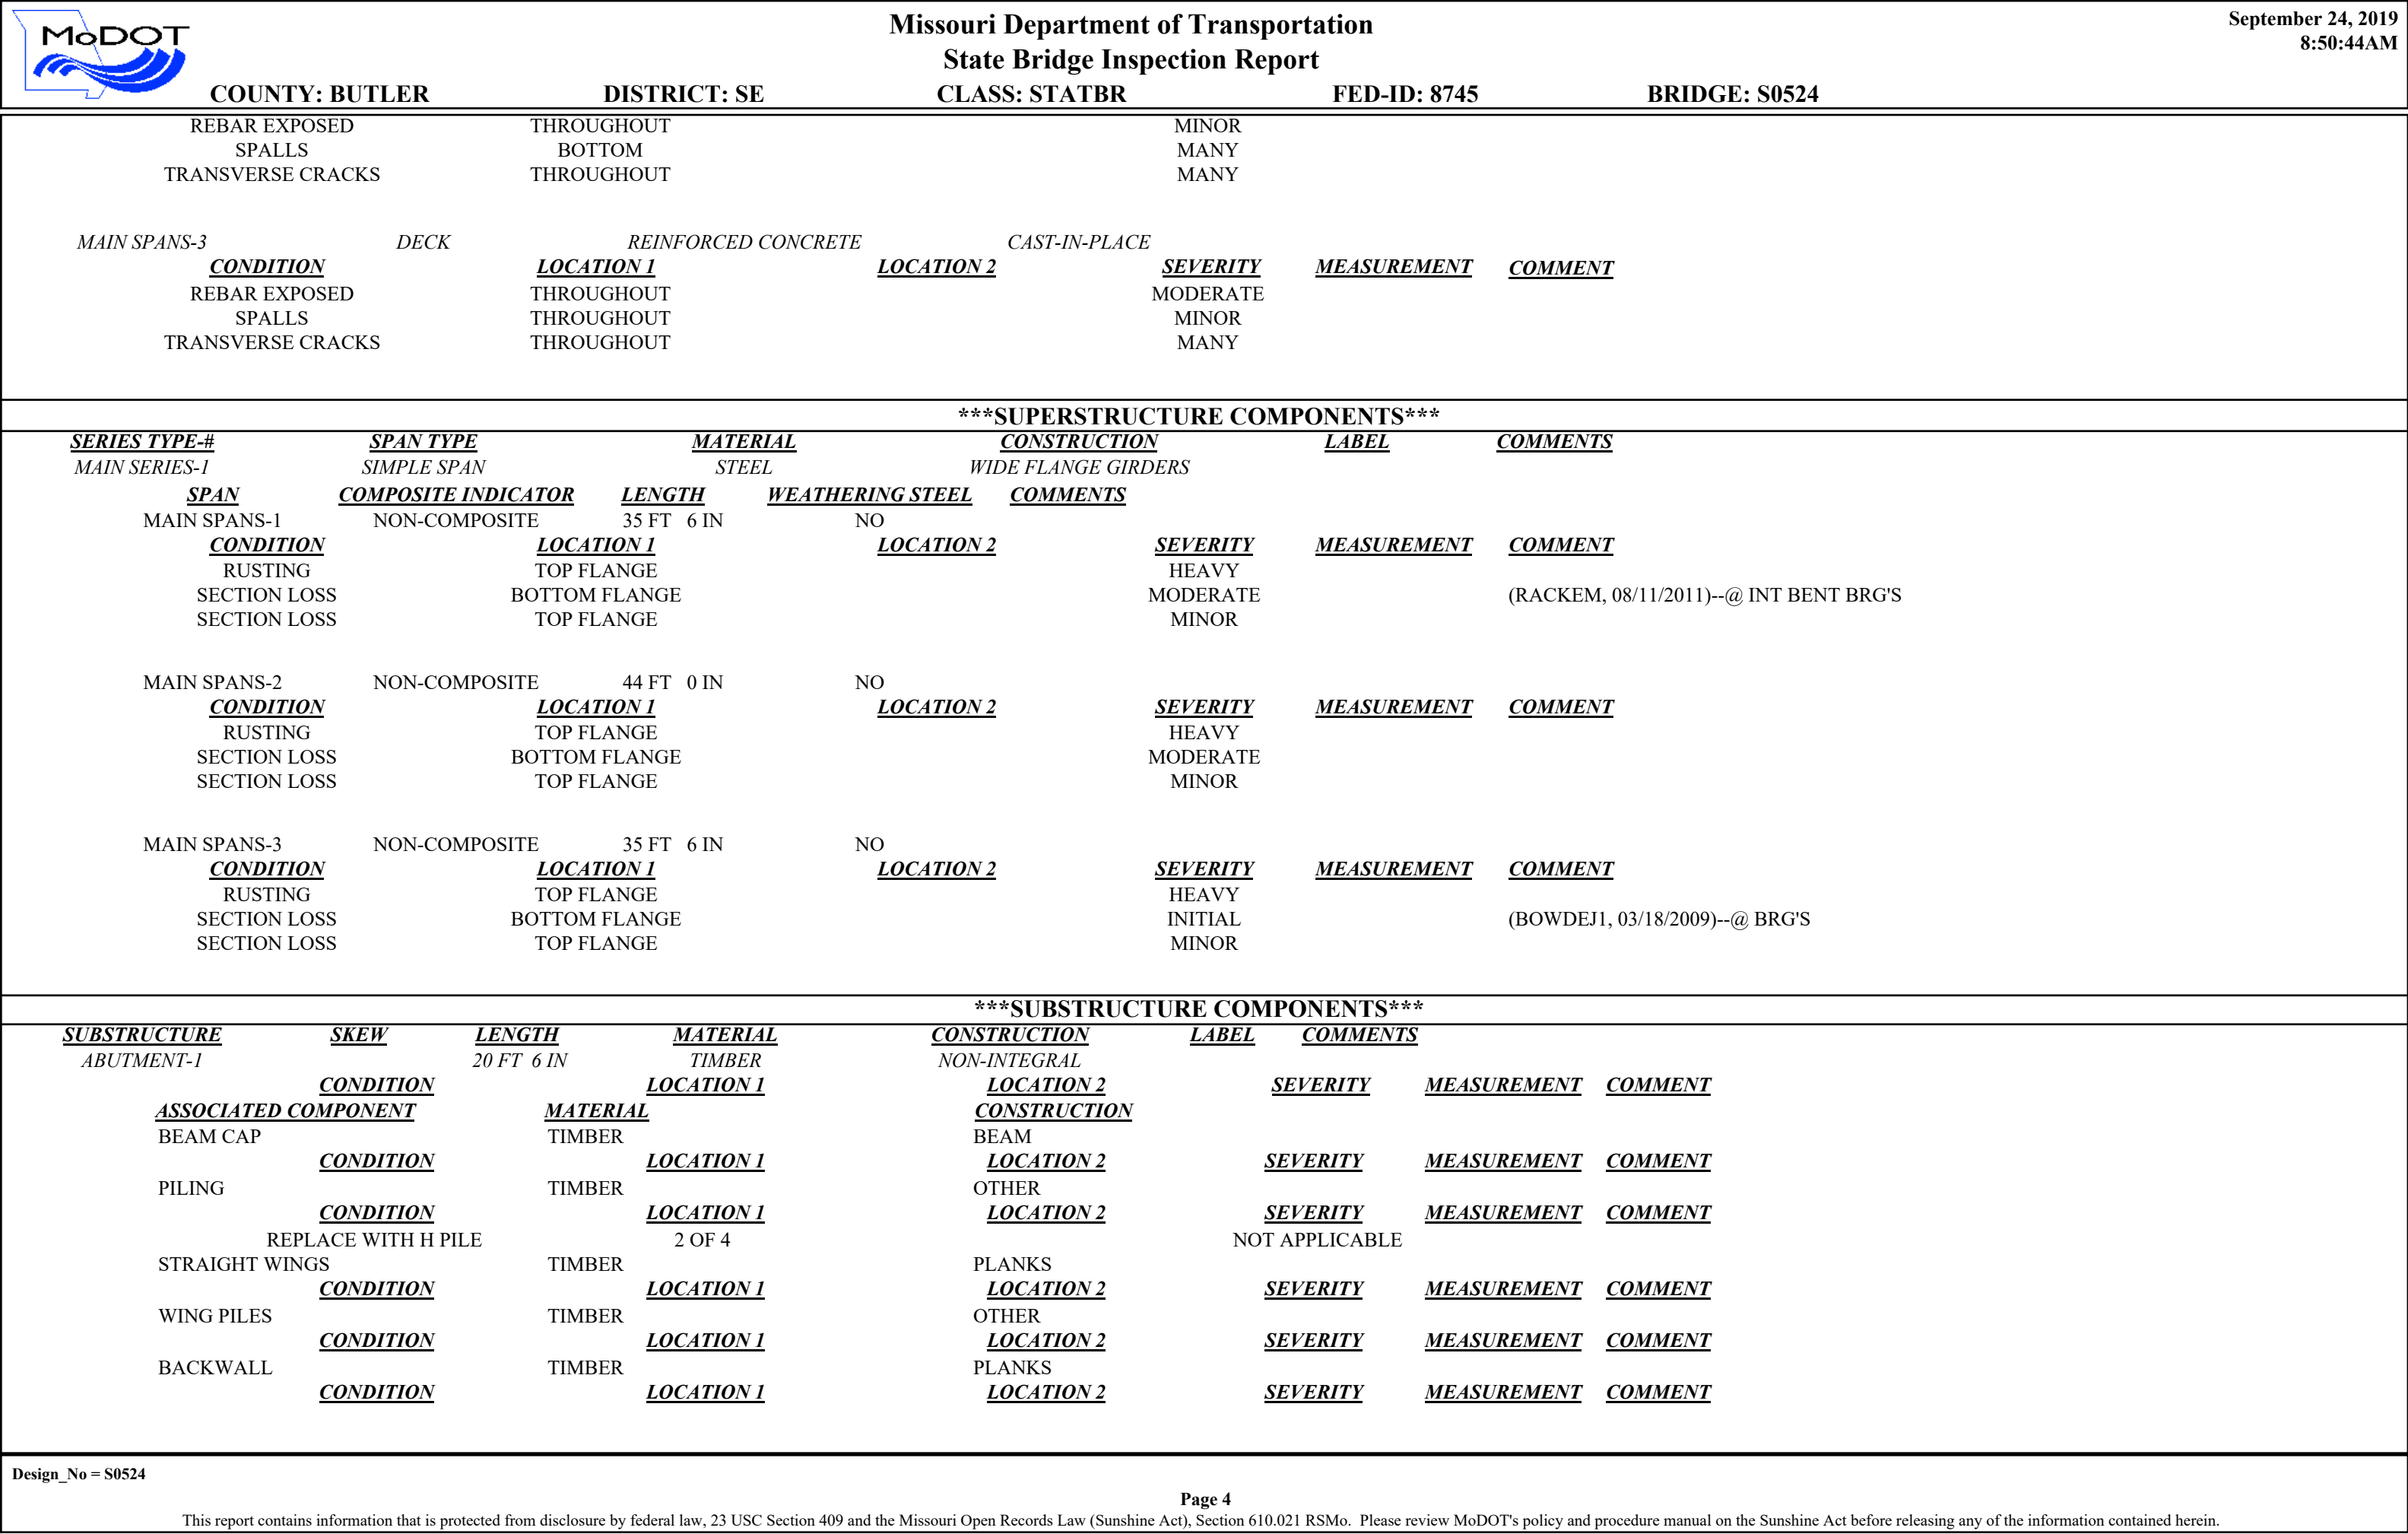 MoDOT
Missouri Department of Transportation
State Bridge Inspection Report
September 24, 2019
8:50:44AM
COUNTY: BUTLER DISTRICT: SE CLASS: STATBR FED-ID: 8745 BRIDGE: S0524
REBAR EXPOSED THROUGHOUT MINOR
SPALLS BOTTOM MANY
TRANSVERSE CRACKS THROUGHOUT MANY
MAIN SPANS-3 DECK REINFORCED CONCRETE CAST-IN-PLACE
CONDITION LOCATION 1 LOCATION 2 SEVERITY MEASUREMENT COMMENT
REBAR EXPOSED THROUGHOUT MODERATE
SPALLS THROUGHOUT MINOR
TRANSVERSE CRACKS THROUGHOUT MANY
***SUPERSTRUCTURE COMPONENTS***
SERIES TYPE-# SPAN TYPE MATERIAL CONSTRUCTION LABEL COMMENTS
MAIN SERIES-1 SIMPLE SPAN STEEL WIDE FLANGE GIRDERS
SPAN COMPOSITE INDICATOR LENGTH WEATHERING STEEL COMMENTS
MAIN SPANS-1 NON-COMPOSITE 35 FT 6 IN NO
CONDITION LOCATION 1 LOCATION 2 SEVERITY MEASUREMENT COMMENT
RUSTING TOP FLANGE HEAVY
SECTION LOSS BOTTOM FLANGE MODERATE (RACKEM, 08/11/2011)--@ INT BENT BRG'S
SECTION LOSS TOP FLANGE MINOR
MAIN SPANS-2 NON-COMPOSITE 44 FT 0 IN NO
CONDITION LOCATION 1 LOCATION 2 SEVERITY MEASUREMENT COMMENT
RUSTING TOP FLANGE HEAVY
SECTION LOSS BOTTOM FLANGE MODERATE
SECTION LOSS TOP FLANGE MINOR
MAIN SPANS-3 NON-COMPOSITE 35 FT 6 IN NO
CONDITION LOCATION 1 LOCATION 2 SEVERITY MEASUREMENT COMMENT
RUSTING TOP FLANGE HEAVY
SECTION LOSS BOTTOM FLANGE INITIAL (BOWDEJ1, 03/18/2009)--@ BRG'S
SECTION LOSS TOP FLANGE MINOR
***SUBSTRUCTURE COMPONENTS***
SUBSTRUCTURE SKEW LENGTH MATERIAL CONSTRUCTION LABEL COMMENTS
ABUTMENT-1 20 FT 6 IN TIMBER NON-INTEGRAL
CONDITION LOCATION 1 LOCATION 2 SEVERITY MEASUREMENT COMMENT
ASSOCIATED COMPONENT MATERIAL CONSTRUCTION
BEAM CAP TIMBER BEAM
CONDITION LOCATION 1 LOCATION 2 SEVERITY MEASUREMENT COMMENT
PILING TIMBER OTHER
CONDITION LOCATION 1 LOCATION 2 SEVERITY MEASUREMENT COMMENT
REPLACE WITH H PILE 2 OF 4 NOT APPLICABLE
STRAIGHT WINGS TIMBER PLANKS
CONDITION LOCATION 1 LOCATION 2 SEVERITY MEASUREMENT COMMENT
WING PILES TIMBER OTHER
CONDITION LOCATION 1 LOCATION 2 SEVERITY MEASUREMENT COMMENT
BACKWALL TIMBER PLANKS
CONDITION LOCATION 1 LOCATION 2 SEVERITY MEASUREMENT COMMENT
Design_No = S0524
Page 4
This report contains information that is protected from disclosure by federal law, 23 USC Section 409 and the Missouri Open Records Law (Sunshine Act), Section 610.021 RSMo. Please review MoDOT's policy and procedure manual on the Sunshine Act before releasing any of the information contained herein.